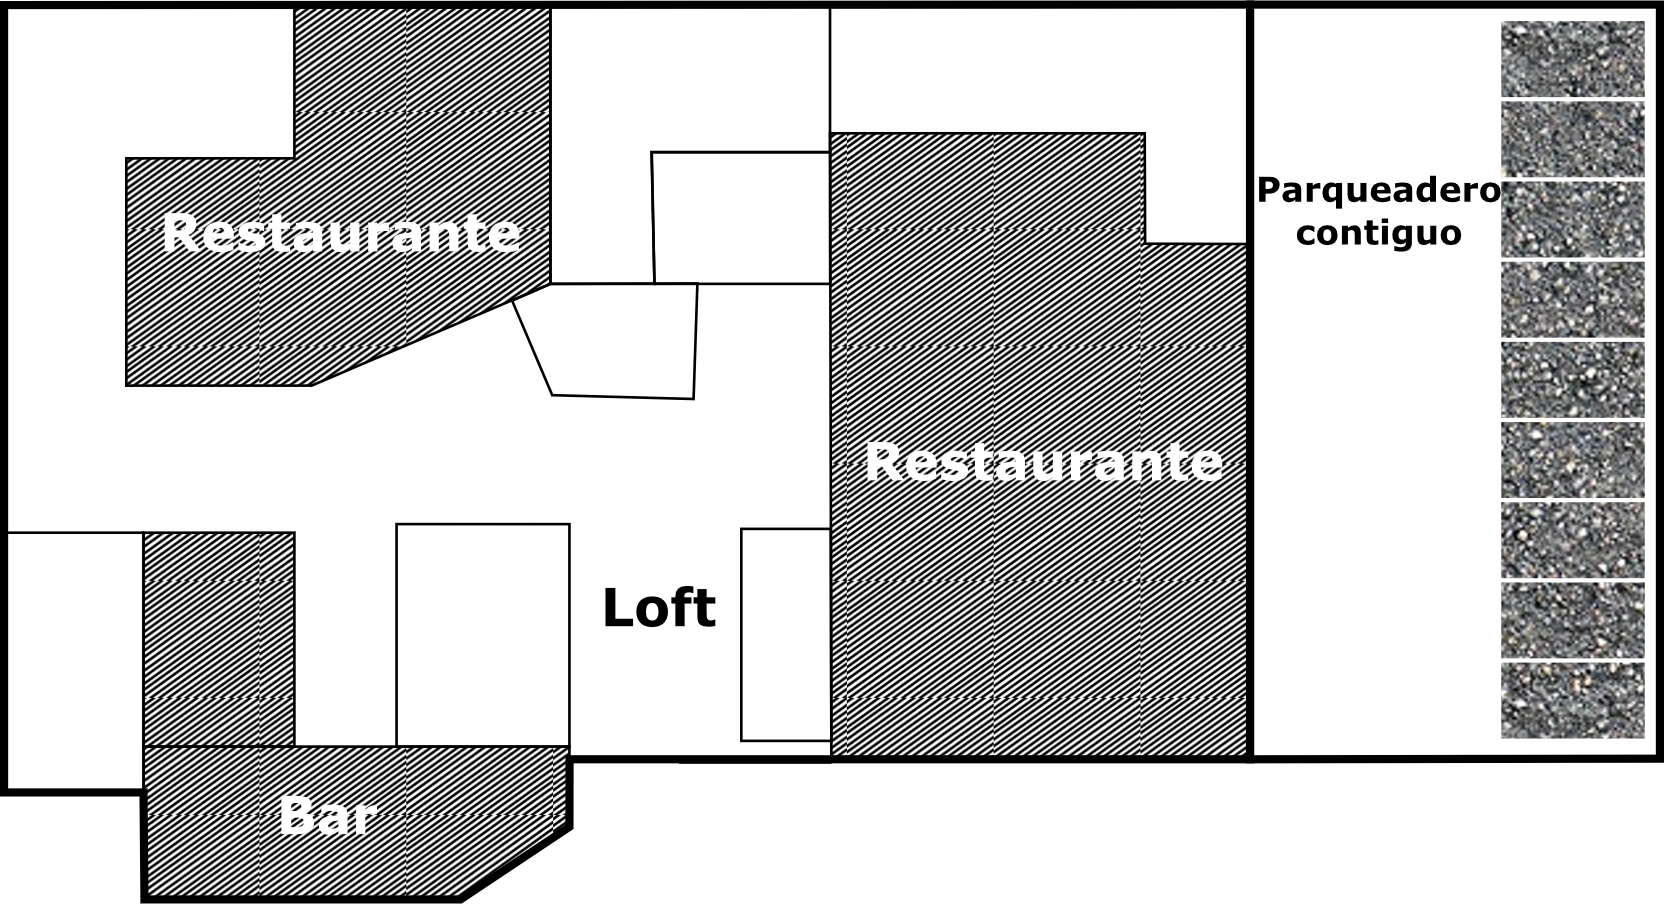 Restaurante
Parqueadero
contiguo
Restaurante
Loft
Bar